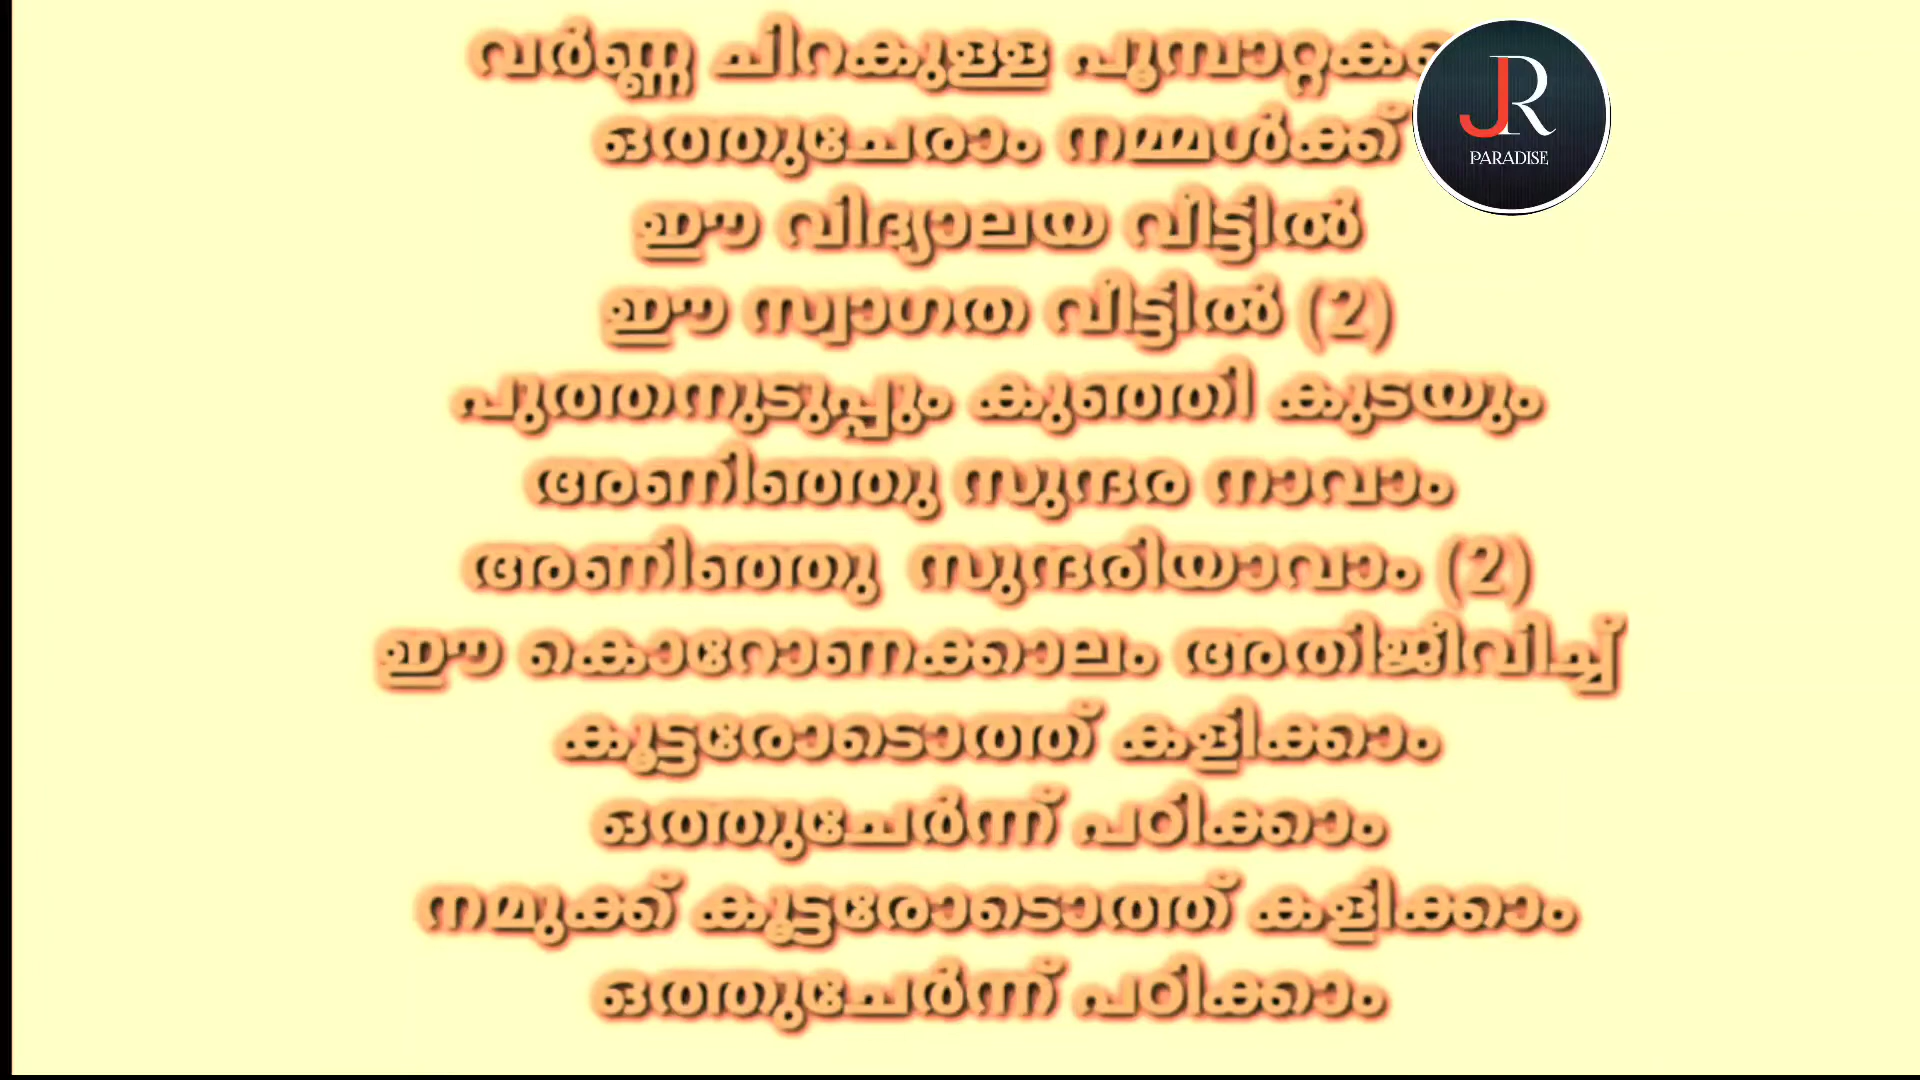 വർണ്ണ ചിറകുള്ള
ഒത്തുചേരാം നമ്മൾക്ക്
ഈ വിദ്യാലയ വീട്ടിൽ
ഈ സ്വാഗത വീട്ടിൽ (2)
പുത്തനുടുപ്പും കുഞ്ഞി കുടയും
അണിഞ്ഞു സുന്ദര നാവാം
അണിഞ്ഞു സുന്ദരിയാവാം (2)
ഈ കൊറോണക്കാലം അതിജീവിച്ച്
കൂട്ടരോടൊത്ത് കളിക്കാം
ഒത്തുചേർന്ന് പഠിക്കാം
നമുക്ക് കൂട്ടരോടൊത്ത് കളിക്കാം
ഒത്തുചേർന്ന് പഠിക്കാം
JR
PARADISE